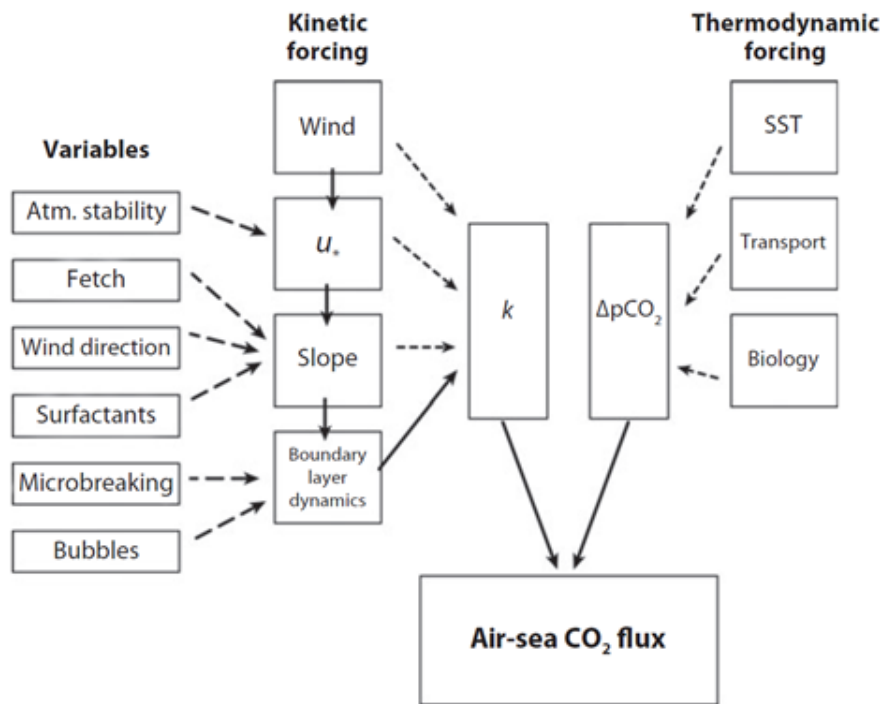 Kinetic
forcing
Thermodynamic
forcing
Variables
Wind
SST
Atm. stability
u*
Transport
Fetch
k
ΔpCO₂
Wind direction
Slope
Biology
Surfactants
Microbreaking
Boundary
layer
dynamics
Bubbles
Air-sea CO₂ flux